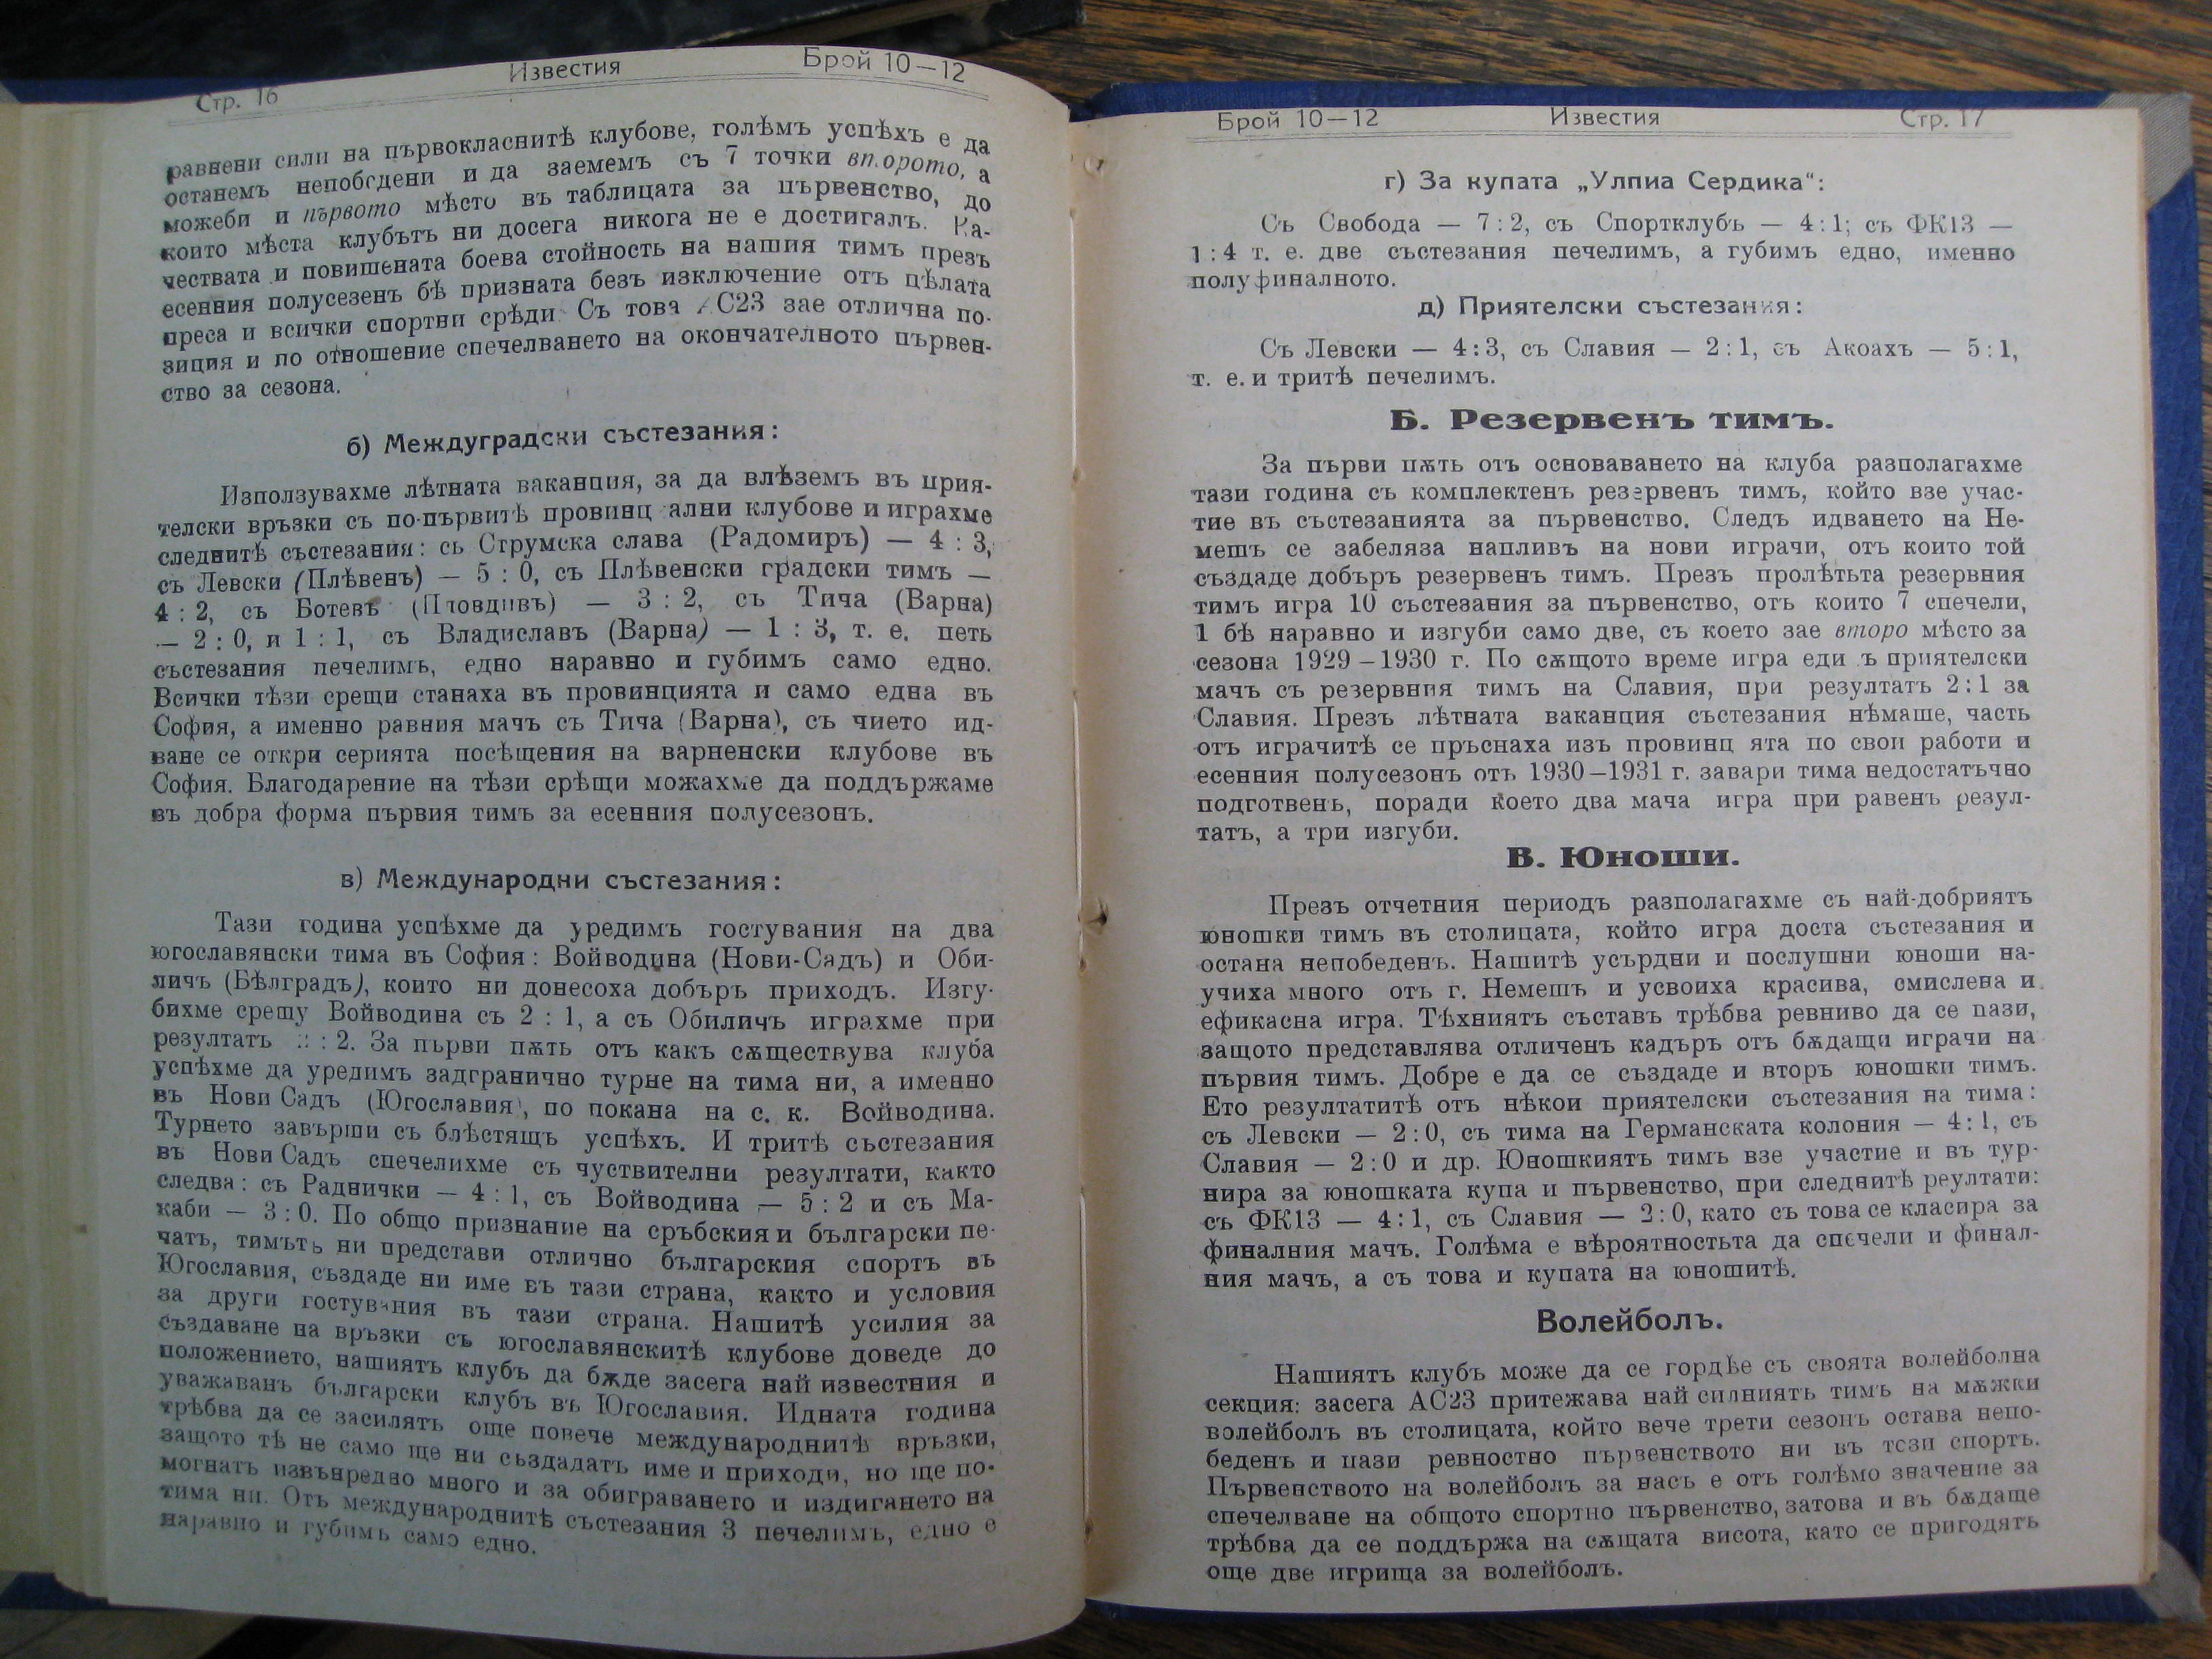 Стр. 16 Известия Брой 10—12
равнени сили на първокласнитѣ клубове, голѣмъ успѣхъ е да
останемъ непобедени и да заемемъ съ 7 точки второто, а
можеби и първото мѣсто въ таблицата за първенство, до
които мѣста клубътъ ни досега никога не е достигалъ. Ка-
чествата и повишената боева стойность на нашия тимъ презъ
есенния полусезенъ бѣ призната безъ изключение отъ цѣлата
преса и всички спортни срѣди Съ това АС23 зае отлична по-
зиция и по отношение спечелването на окончателното първен-
ство за сезона.
б) Междуградски състезания:
Използувахме лѣтната ваканция, за да влѣземъ въ прия-
телски връзки съ по-първитѣ провинц ални клубове и играхме
следнитѣ състезания: съ Струмска слава (Радомиръ) — 4 : 3,
съ Левски (Плѣвенъ) — 5 : 0, съ Плѣвенски градски тимъ —
4 : 2, съ Ботевъ (Пловдивъ) — 3 : 2, съ Тича (Варна)
— 2 : 0, и 1 : 1, съ Владиславъ (Варна) — 1 : 3, т. е. петь
състезания печелимъ, едно наравно и губимъ само едно.
Всички тѣзи срещи станаха въ провинцията и само една въ
София, а именно равния мачъ съ Тича (Варна), съ чието ид-
ване се откри серията посѣщения на варненски клубове въ
София. Благодарение на тѣзи срѣщи можахме да поддържаме
въ добра форма първия тимъ за есенния полусезонъ.
в) Международни състезания:
Тази година успѣхме да уредимъ гостувания на два
югославянски тима въ София: Войводина (Нови-Садъ) и Оби-
личъ (Бѣлградъ), които ни донесоха добъръ приходъ. Изгу-
бихме срещу Войводина съ 2 : 1, а съ Обиличъ играхме при
резултатъ : 2. За първи пѫть отъ какъ сѫществува клуба
успѣхме да уредимъ задгранично турне на тима ни, а именно
въ Нови Садъ (Югославия), по покана на с. к. Войводина.
Турнето завърши съ блѣстящъ успѣхъ. И тритѣ състезания
въ Нови Садъ спечелихме съ чуствителни резултати, както
следва: съ Раднички — 4 : 1, съ Войводина — 5 : 2 и съ Ма-
каби — 3 : 0. По общо признание на сръбския и български пе-
чатъ, тимътъ ни представи отлично българския спортъ въ
Югославия, създаде ни име въ тази страна, както и условия
за други гостувания въ тази страна. Нашитѣ усилия за
създаване на връзки съ югославянскитѣ клубове доведе до
положението, нашиятъ клубъ да бѫде засега най известния и
уважаванъ български клубъ въ Югославия. Идната година
трѣбва да се засилятъ още повече международнитѣ връзки,
защото тѣ не само ще ни създадатъ име и приходи, но ще по-
могнатъ извънредно много и за обиграването и издигането на
тима ни. Отъ международнитѣ състезания 3 печелимъ, едно е
наравно и губимъ само едно.
Брой 10—12 Известия Стр. 17
г) За купата „Улпиа Сердика“:
Съ Свобода — 7 : 2, съ Спортклубъ — 4 : 1; съ ФК13 —
1 : 4 т. е. две състезания печелимъ, а губимъ едно, именно
полуфиналното.
д) Приятелски състезания:
Съ Левски — 4 : 3, съ Славия — 2 : 1, съ Акоахъ — 5 : 1,
т. е. и тритѣ печелимъ.
Б. Резервенъ тимъ.
За първи пѫть отъ основаването на клуба разполагахме
тази година съ комплектенъ резервенъ тимъ, който взе учас-
тие въ състезанията за първенство. Следъ идването на Не-
мешъ се забеляза напливъ на нови играчи, отъ които той
създаде добъръ резервенъ тимъ. Презъ пролѣтьта резервния
тимъ игра 10 състезания за първенство, отъ които 7 спечели,
1 бѣ наравно и изгуби само две, съ което зае второ мѣсто за
сезона 1929 – 1930 г. По сѫщото време игра еди ъ приятелски
мачъ съ резервния тимъ на Славия, при резултатъ 2 : 1 за
Славия. Презъ лѣтната ваканция състезания нѣмаше, часть
отъ играчитѣ се пръснаха изъ провинц ята по свои работи и
есенния полусезонъ отъ 1930 – 1931 г. завари тима недостатъчно
подготвенъ, поради което два мача игра при равенъ резул-
татъ, а три изгуби.
В. Юноши.
Презъ отчетния периодъ разполагахме съ най-добриятъ
юношки тимъ въ столицата, който игра доста състезания и
остана непобеденъ. Нашитѣ усърдни и послушни юноши на-
учиха много отъ г. Немешъ и усвоиха красива, смислена и
ефикасна игра. Тѣхниятъ съставъ трѣбва ревниво да се пази,
защото представлява отличенъ кадъръ отъ бѫдащи играчи на
първия тимъ. Добре е да се създаде и второ юношки тимъ.
Ето резултатитѣ отъ нѣкои приятелски състезания на тима:
съ Левски — 2 : 0, съ тима на Германската колония — 4 : 1, съ
Славия — 2 : 0 и др. Юношкиятъ тимъ взе участие и въ тур-
нира за юношката купа и първенство, при следнитѣ реултати:
съ ФК13 — 4 : 1, съ Славия — 2 : 0, като съ това се класира за
финалния мачъ. Голѣма е вѣроятностьта да спечели и финал-
ния мачъ, а съ това и купата на юношитѣ.
Волейболъ.
Нашиятъ клубъ може да се гордѣе съ своята волейболна
секция: засега АС23 притежава най силниятъ тимъ на мѫжки
волейболъ въ столицата, който вече трети сезонъ остава непо-
беденъ и пази ревностно първенството ни въ този спортъ.
Първенството на волейболъ за насъ е отъ голѣмо значение за
спечелване на общото спортно първенство, затова и въ бѫдаще
трѣбва да се поддържа на сѫщата висота, като се пригодятъ
още две игрища за волейболъ.